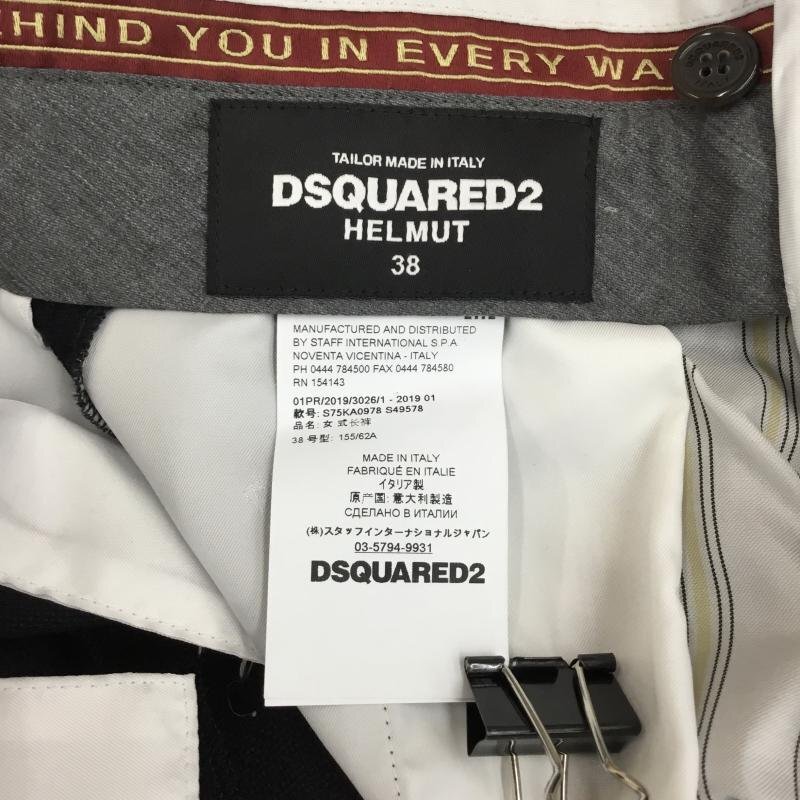 EHIND YOU IN EVERY WA
TAILOR MADE IN ITALY
DSQUARED2
HELMUT
38
MANUFACTURED AND DISTRIBUTED
BY STAFF INTERNATIONAL S.P.A.
NOVENTA VICENTINA - ITALY
PH 0444 784500 FAX 0444 784580
RN 154143
01PR/2019/3026/1 - 2019 01
款号: S75KA0978 S49578
品名: 女 式 长裤
38 号型: 155/62A
MADE IN ITALY
FABRIQUÉ EN ITALIE
イタリア製
原产国: 意大利製造
СДЕЛАНО В ИТАЛИИ
(株)スタッフインターナショナルジャパン
03-5794-9931
DSQUARED2